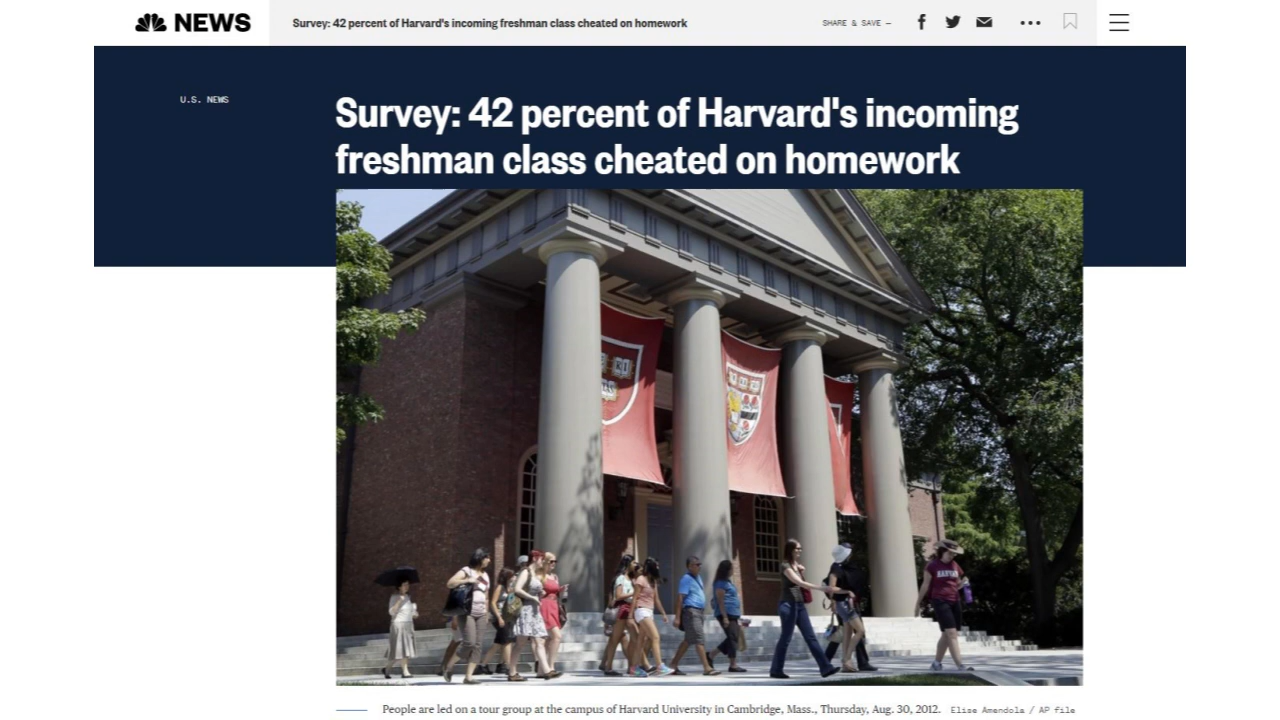 NEWS
Survey: 42 percent of Harvard's incoming freshman class cheated on homework
SHARE & SAVE —
U.S. NEWS
Survey: 42 percent of Harvard's incoming
freshman class cheated on homework
HARVARD
People are led on a tour group at the campus of Harvard University in Cambridge, Mass., Thursday, Aug. 30, 2012. Elise Amendola / AP file